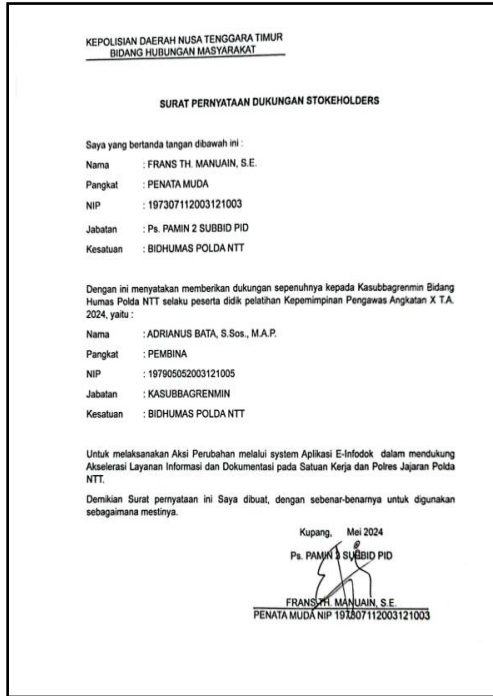 KEPOLISIAN DAERAH NUSA TENGGARA TIMUR
BIDANG HUBUNGAN MASYARAKAT
SURAT PERNYATAAN DUKUNGAN STOKEHOLDERS
Saya yang bertanda tangan dibawah ini :
Nama : FRANS TH. MANUAIN, S.E.
Pangkat : PENATA MUDA
NIP : 197307112003121003
Jabatan : Ps. PAMIN 2 SUBBID PID
Kesatuan : BIDHUMAS POLDA NTT
Dengan ini menyatakan memberikan dukungan sepenuhnya kepada Kasubbagrenmin Bidang
Humas Polda NTT selaku peserta didik pelatihan Kepemimpinan Pengawas Angkatan X T.A.
2024, yaitu :
Nama : ADRIANUS BATA, S.Sos., M.A.P.
Pangkat : PEMBINA
NIP : 197905052003121005
Jabatan : KASUBBAGRENMIN
Kesatuan : BIDHUMAS POLDA NTT
Untuk melaksanakan Aksi Perubahan melalui system Aplikasi E-Infodok dalam mendukung
Akselerasi Layanan Informasi dan Dokumentasi pada Satuan Kerja dan Polres Jajaran Polda
NTT.
Demikian Surat pernyataan ini Saya dibuat, dengan sebenar-benarnya untuk digunakan
sebagaimana mestinya.
Kupang, Mei 2024
Ps. PAMIN SUBBID PID
FRANS TH. MANUAIN, S.E.
PENATA MUDA NIP 197307112003121003